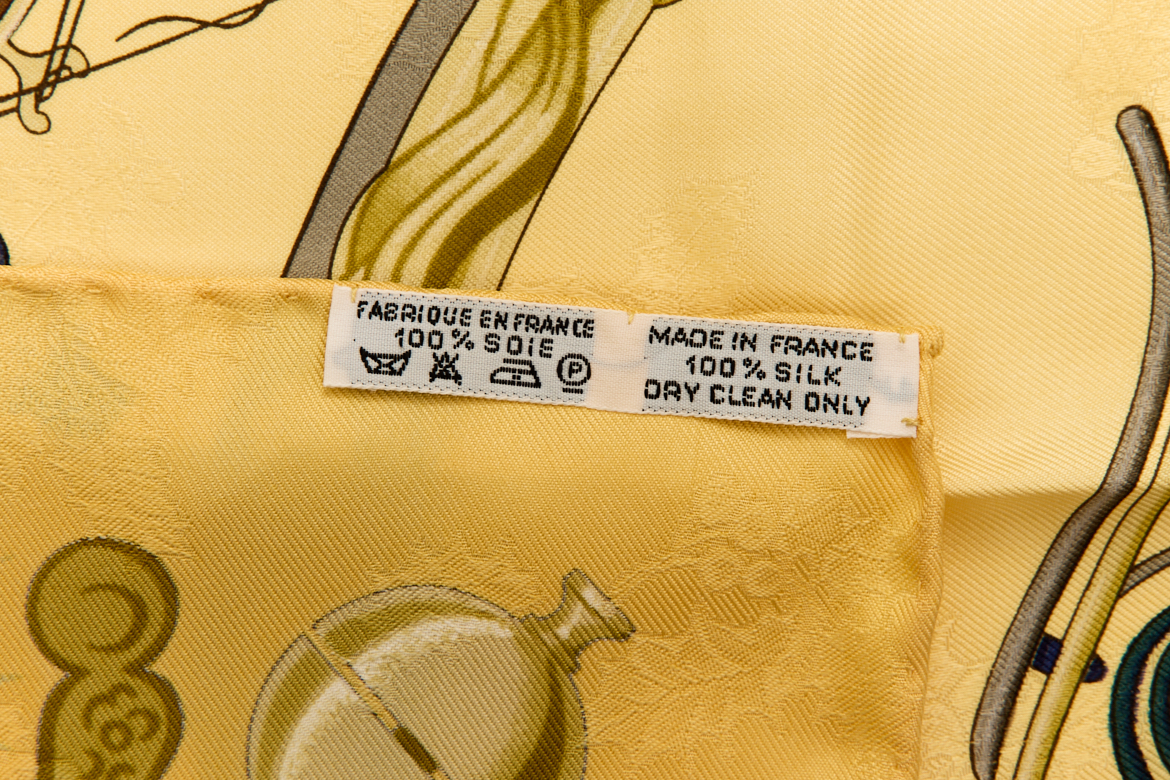 FABRIQUE EN FRANCE
100% SOIE
P
MADE IN FRANCE
100% SILK
DRY CLEAN ONLY